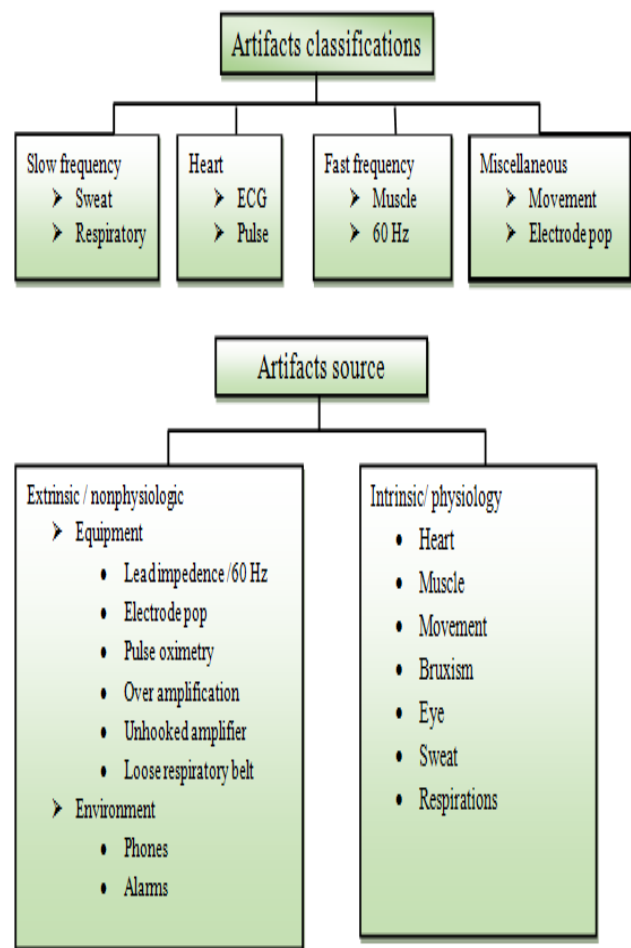 Artifacts classifications
Slow frequency
➢ Sweat
➢ Respiratory
Heart
➢ ECG
➢ Pulse
Fast frequency
➢ Muscle
➢ 60 Hz
Miscellaneous
➢ Movement
➢ Electrode pop
Artifacts source
Extrinsic / nonphysiologic
➢ Equipment
• Lead impedence /60 Hz
• Electrode pop
• Pulse oximetry
• Over amplification
• Unhooked amplifier
• Loose respiratory belt
➢ Environment
• Phones
• Alarms
Intrinsic/ physiology
• Heart
• Muscle
• Movement
• Bruxism
• Eye
• Sweat
• Respirations